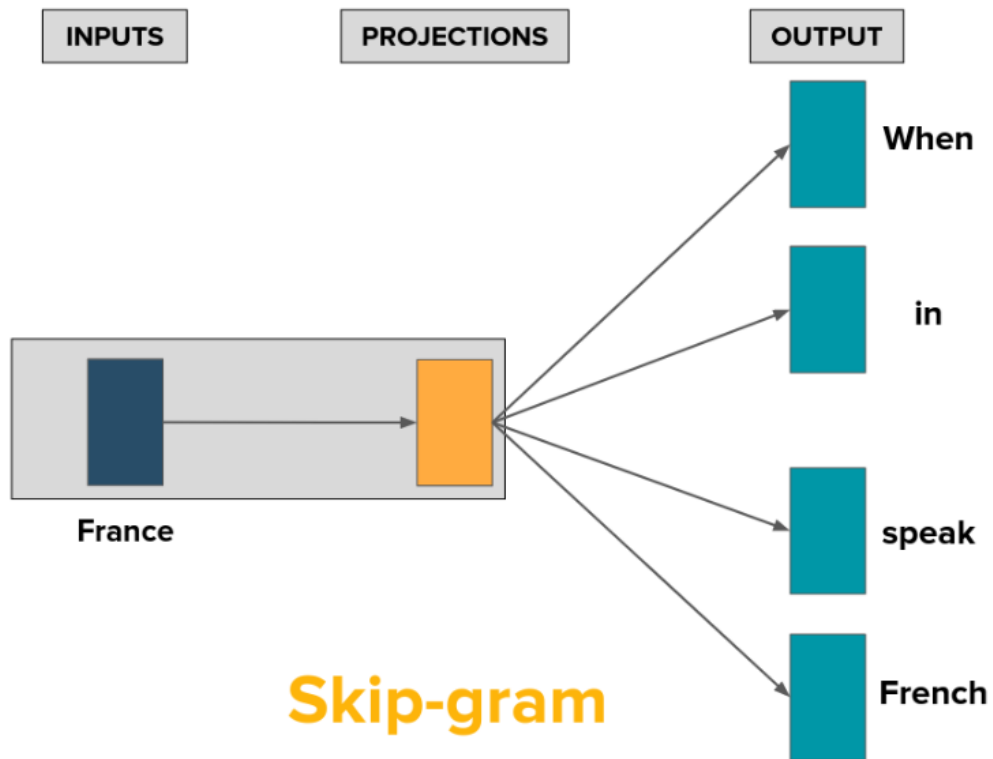 INPUTS
PROJECTIONS
OUTPUT
When
in
France
speak
French
Skip-gram